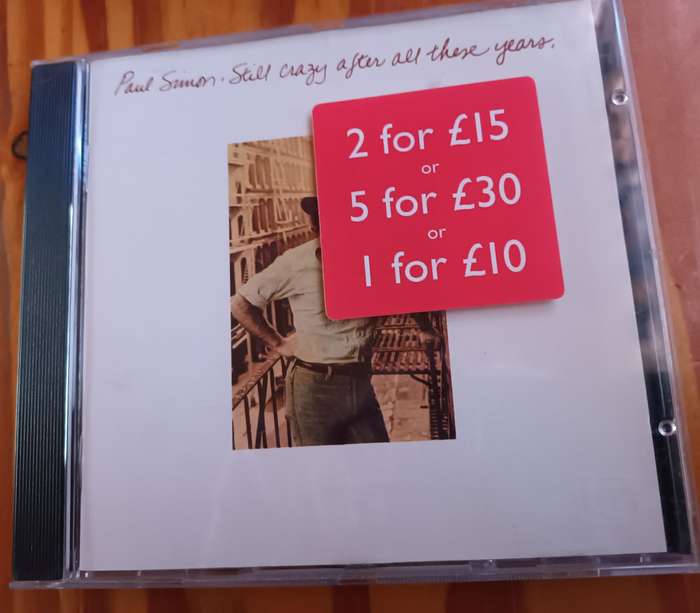 Paul Simon. Still crazy after all these years.
2 for £15
or
5 for £30
or
1 for £10